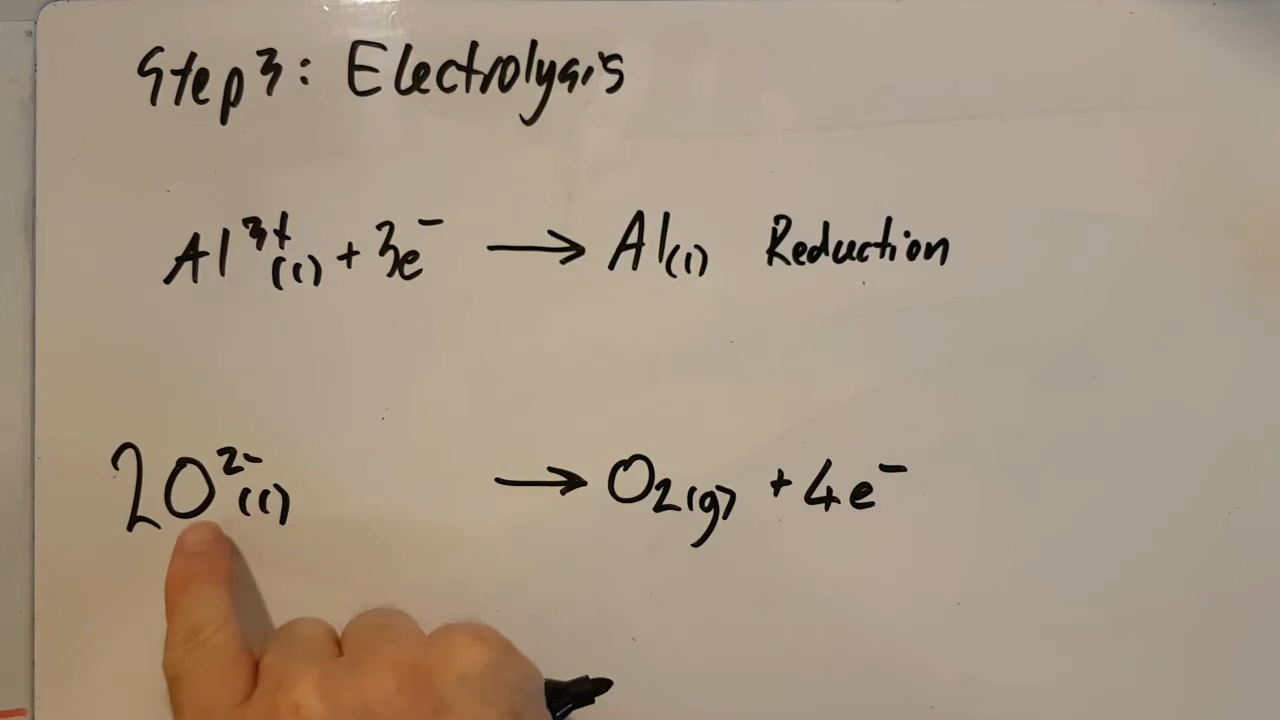 Step 3: Electrolysis
Al³⁺(l) + 3e⁻ → Al(l) Reduction
2O²⁻(l) → O₂(g) + 4e⁻